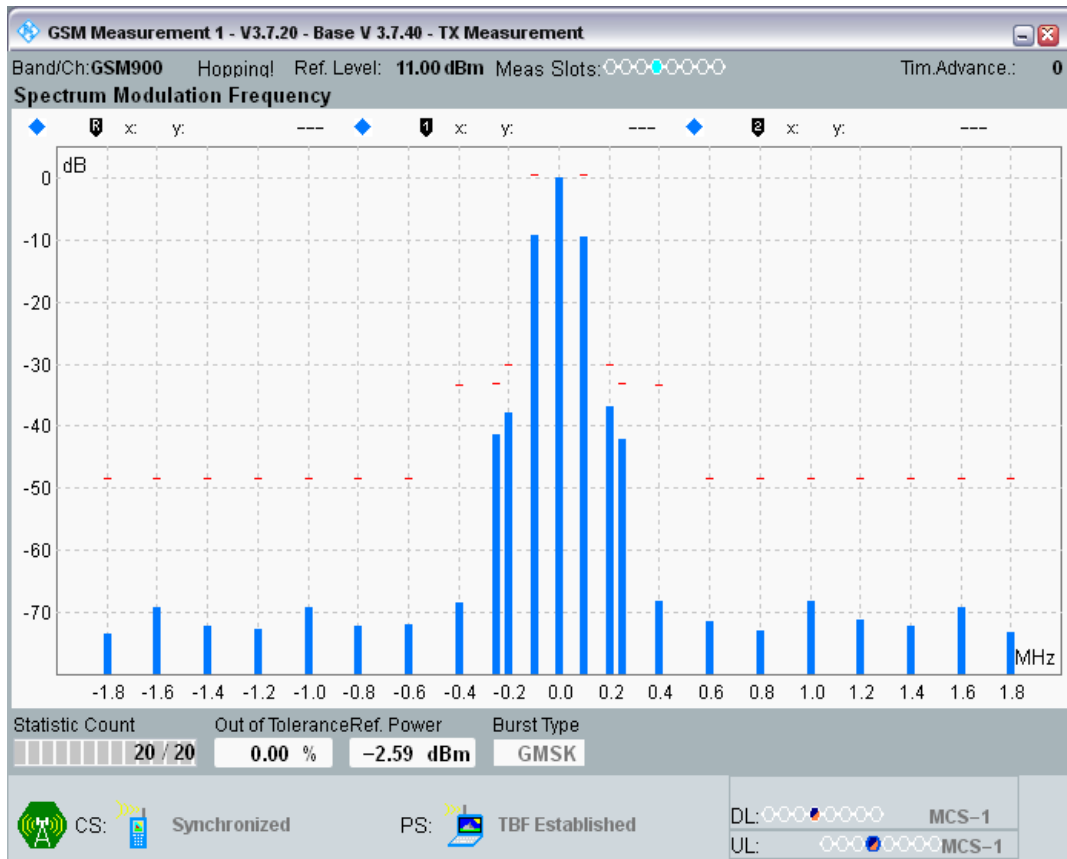 GSM Measurement 1 - V3.7.20 - Base V 3.7.40 - TX Measurement
Band/Ch:GSM900 Hopping! Ref. Level: 11.00 dBm Meas Slots: Tim.Advance.: 0
Spectrum Modulation Frequency
R x: y: --- 1 x: y: --- 2 x: y: ---
dB
0
-10
-20
-30
-40
-50
-60
-70
MHz
-1.8 -1.6 -1.4 -1.2 -1.0 -0.8 -0.6 -0.4 -0.2 0.0 0.2 0.4 0.6 0.8 1.0 1.2 1.4 1.6 1.8
Statistic Count Out of Tolerance Ref. Power Burst Type
20 / 20 0.00 % −2.59 dBm GMSK
CS: Synchronized PS: TBF Established
DL: MCS−1
UL: MCS−1